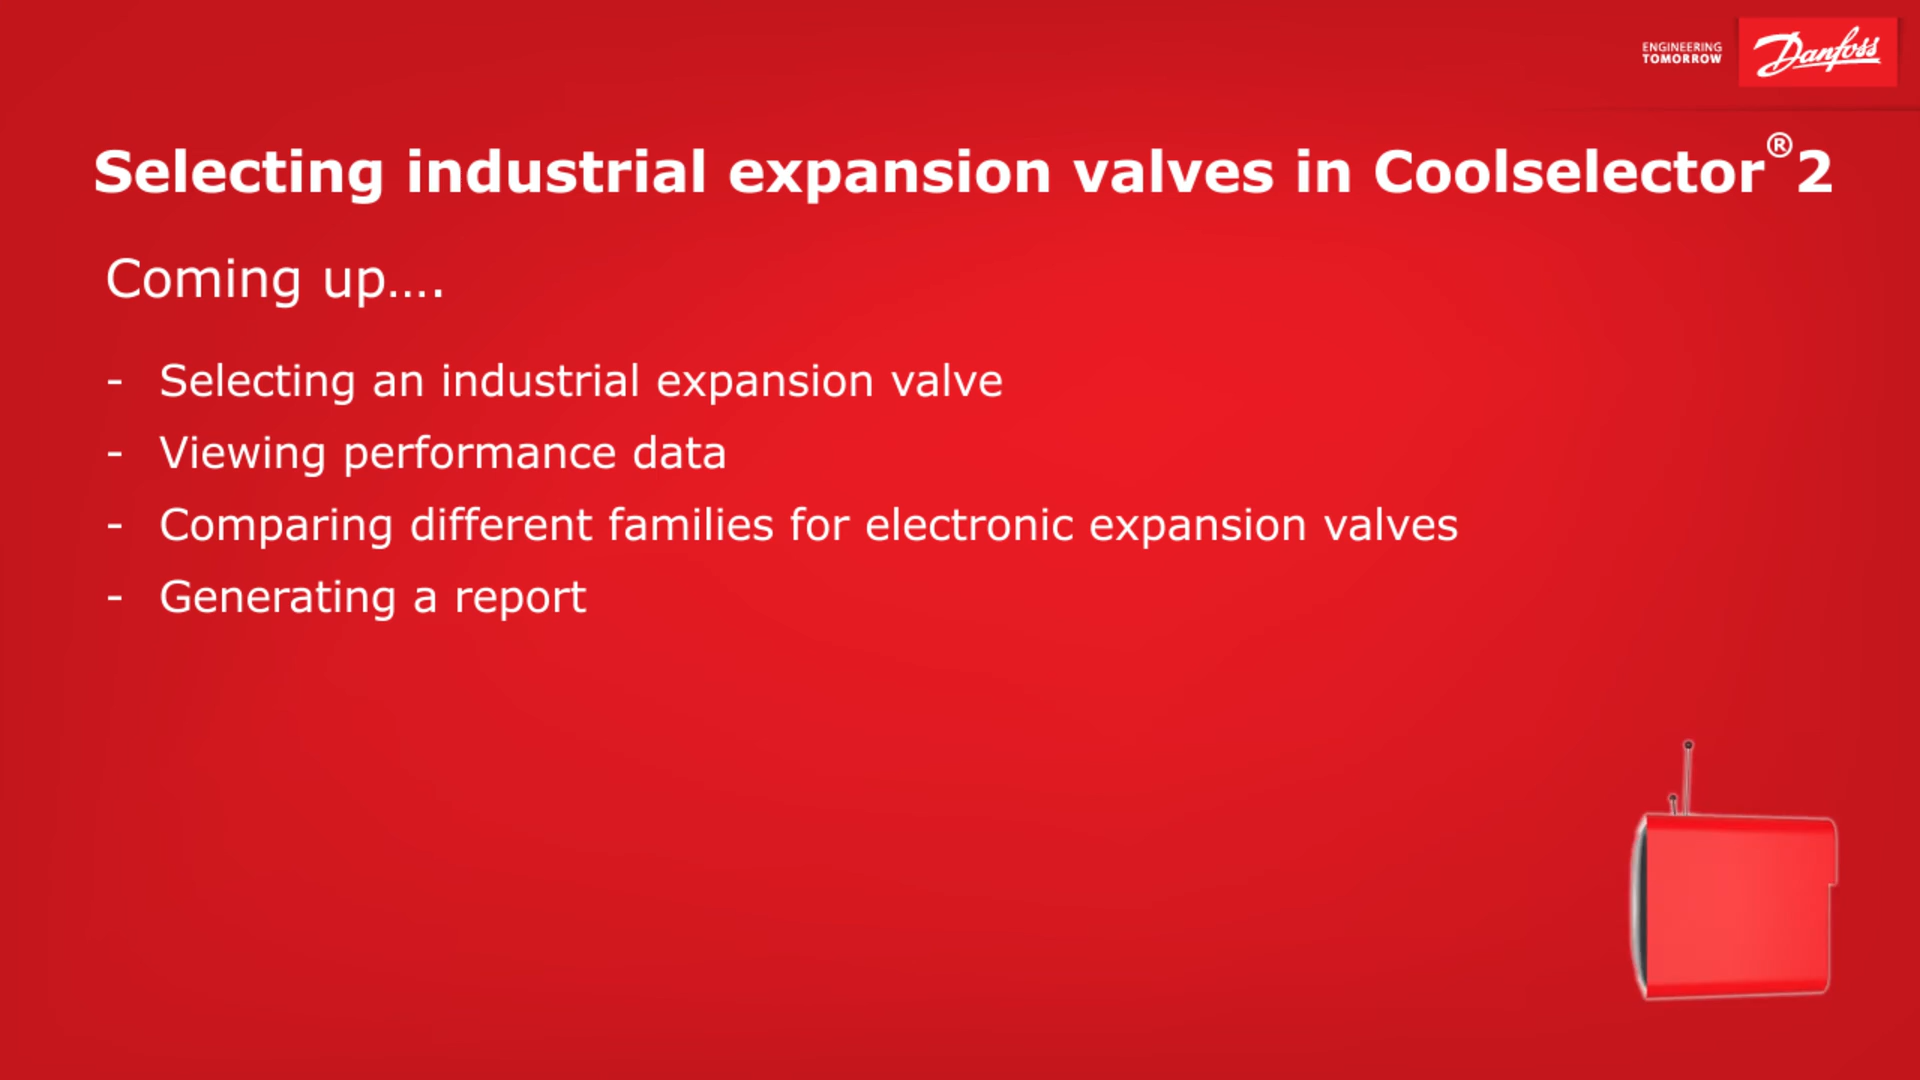 ENGINEERING
TOMORROW
Danfoss
Selecting industrial expansion valves in Coolselector®2
Coming up....
- Selecting an industrial expansion valve
- Viewing performance data
- Comparing different families for electronic expansion valves
- Generating a report